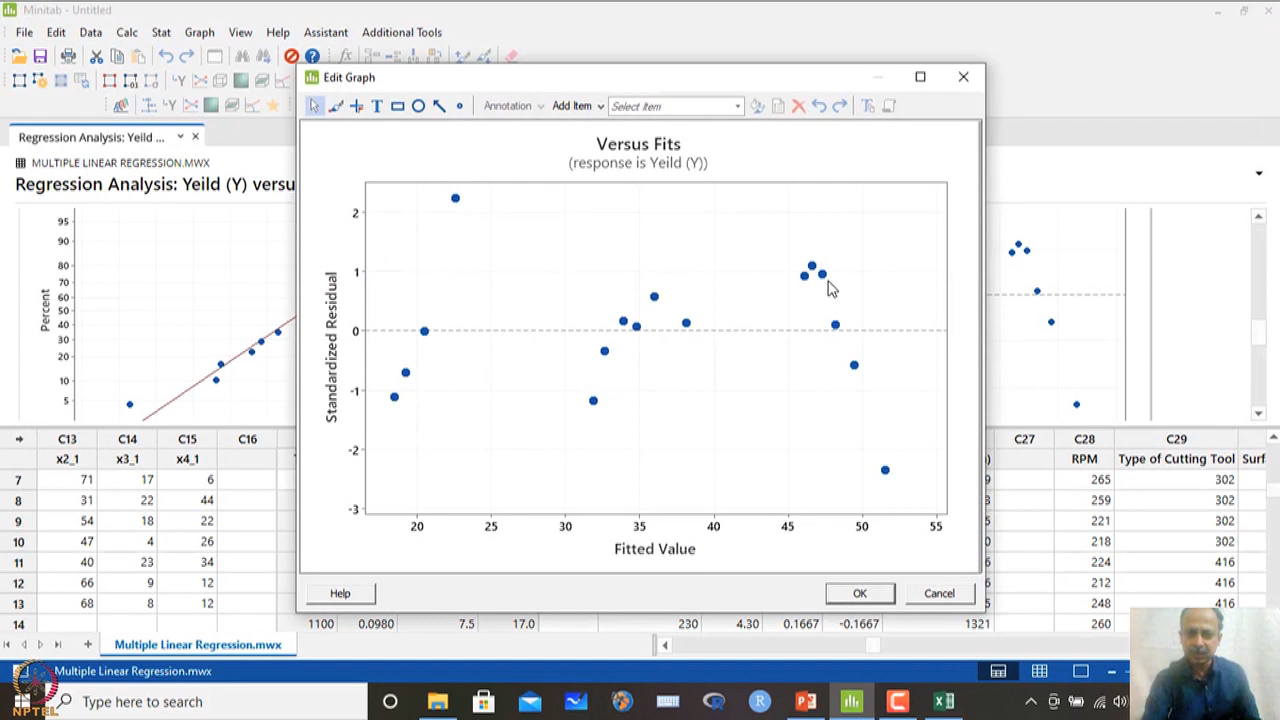 Minitab - Untitled
File Edit Data Calc Stat Graph View Help Assistant Additional Tools
Edit Graph
Annotation Add Item Select Item
Regression Analysis: Yeild ...
MULTIPLE LINEAR REGRESSION.MWX
Regression Analysis: Yeild (Y) versu
Versus Fits
(response is Yeild (Y))
Standardized Residual
2
1
0
-1
-2
-3
20 25 30 35 40 45 50 55
Fitted Value
Percent
95
90
80
70
60
50
40
30
20
10
5
Help OK Cancel
C13 C14 C15 C16 C27 C28 C29
x2_1 x3_1 x4_1 RPM Type of Cutting Tool Surf
7 71 17 6 265 302
8 31 22 44 259 302
9 54 18 22 221 302
10 47 4 26 218 302
11 40 23 34 224 416
12 66 9 12 212 416
13 68 8 12 248 416
14 1100 0.0980 7.5 17.0 230 4.30 0.1667 -0.1667 1321 260
Multiple Linear Regression.mwx
Multiple Linear Regression.mwx
Type here to search
NPTEL